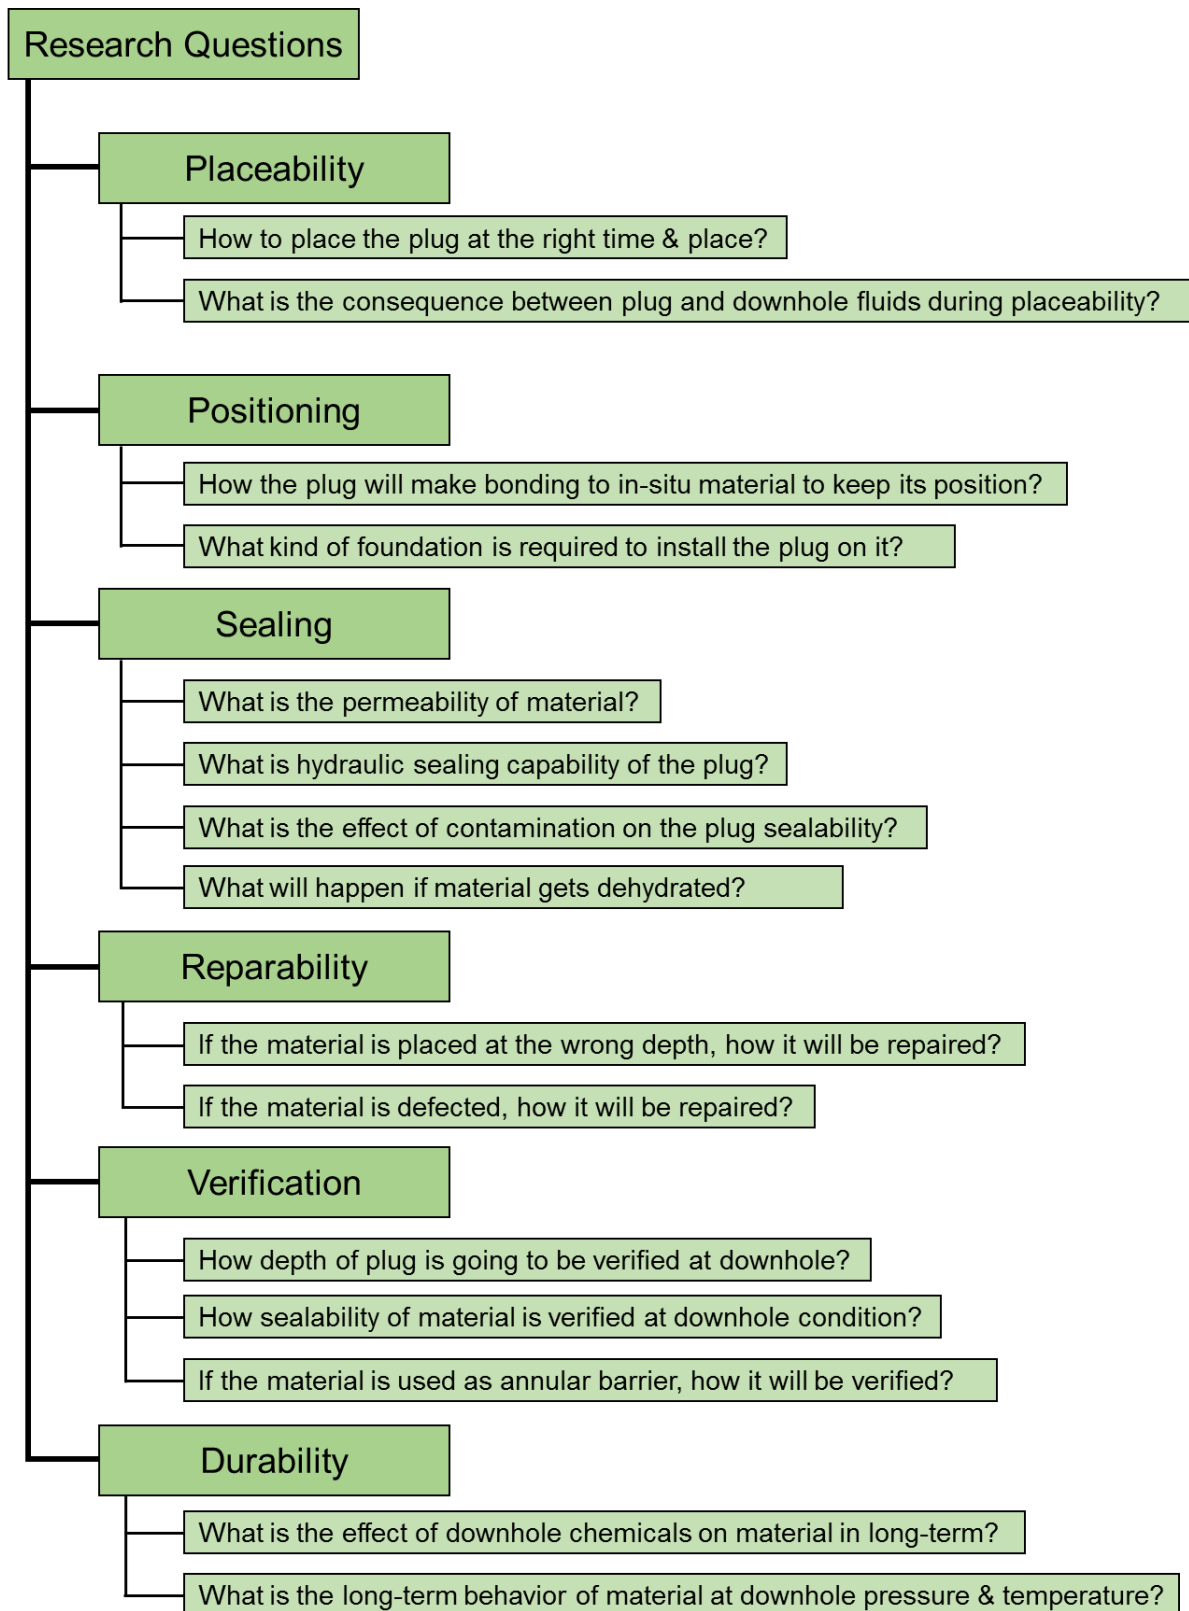 Research Questions
Placeability
How to place the plug at the right time & place?
What is the consequence between plug and downhole fluids during placeability?
Positioning
How the plug will make bonding to in-situ material to keep its position?
What kind of foundation is required to install the plug on it?
Sealing
What is the permeability of material?
What is hydraulic sealing capability of the plug?
What is the effect of contamination on the plug sealability?
What will happen if material gets dehydrated?
Reparability
If the material is placed at the wrong depth, how it will be repaired?
If the material is defected, how it will be repaired?
Verification
How depth of plug is going to be verified at downhole?
How sealability of material is verified at downhole condition?
If the material is used as annular barrier, how it will be verified?
Durability
What is the effect of downhole chemicals on material in long-term?
What is the long-term behavior of material at downhole pressure & temperature?